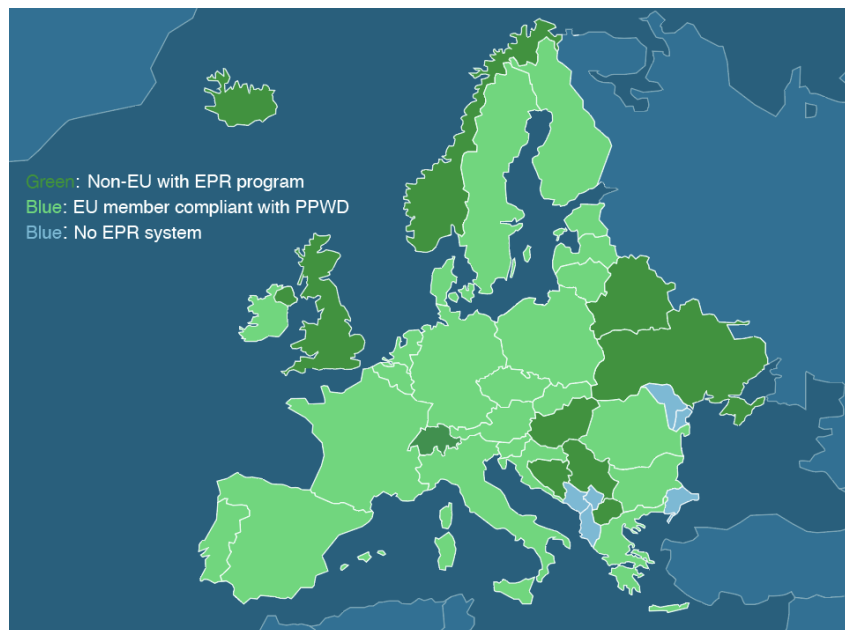 Green: Non-EU with EPR program
Blue: EU member compliant with PPWD
Blue: No EPR system